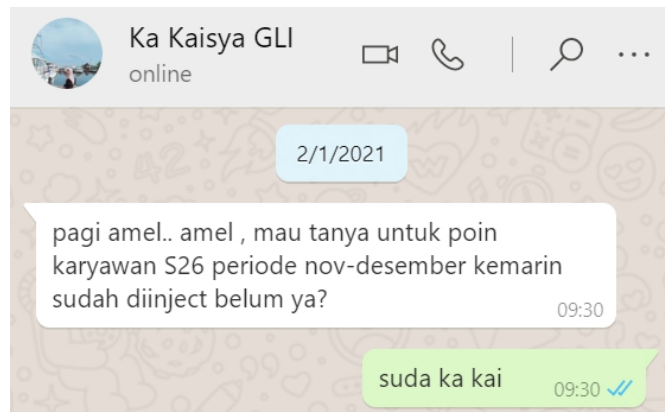 Ka Kaisya GLI
online
2/1/2021
pagi amel.. amel , mau tanya untuk poin
karyawan S26 periode nov-desember kemarin
sudah diinject belum ya?
09:30
suda ka kai
09:30